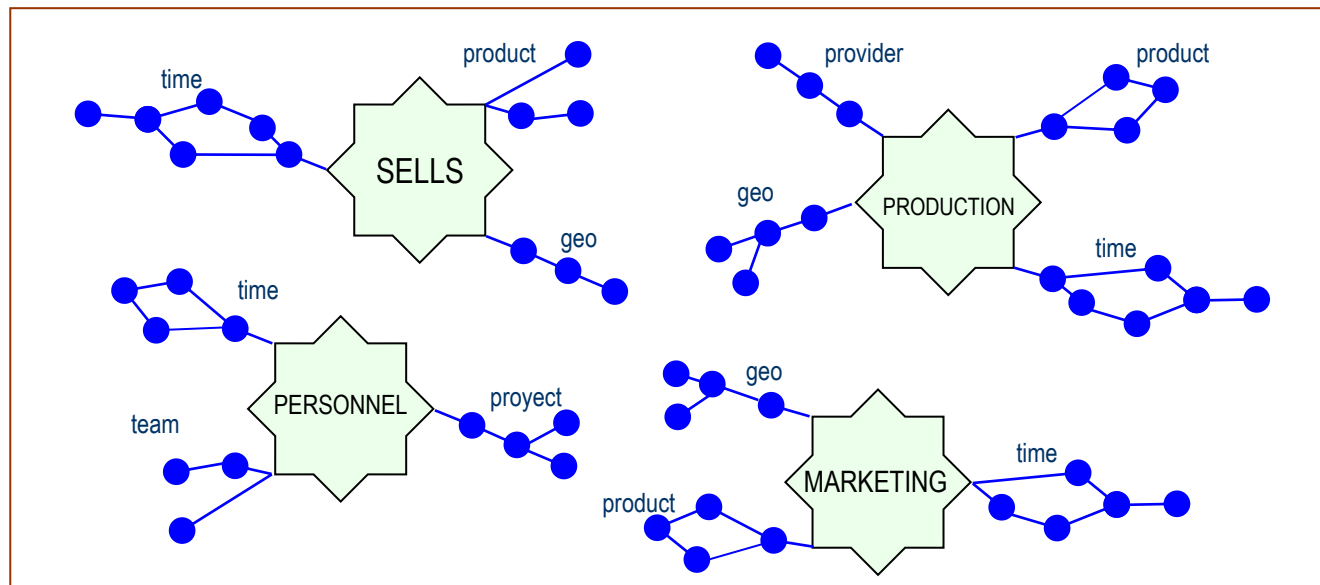 time
product
SELLS
geo
provider
product
geo
PRODUCTION
time
time
PERSONNEL
proyect
team
geo
MARKETING
time
product